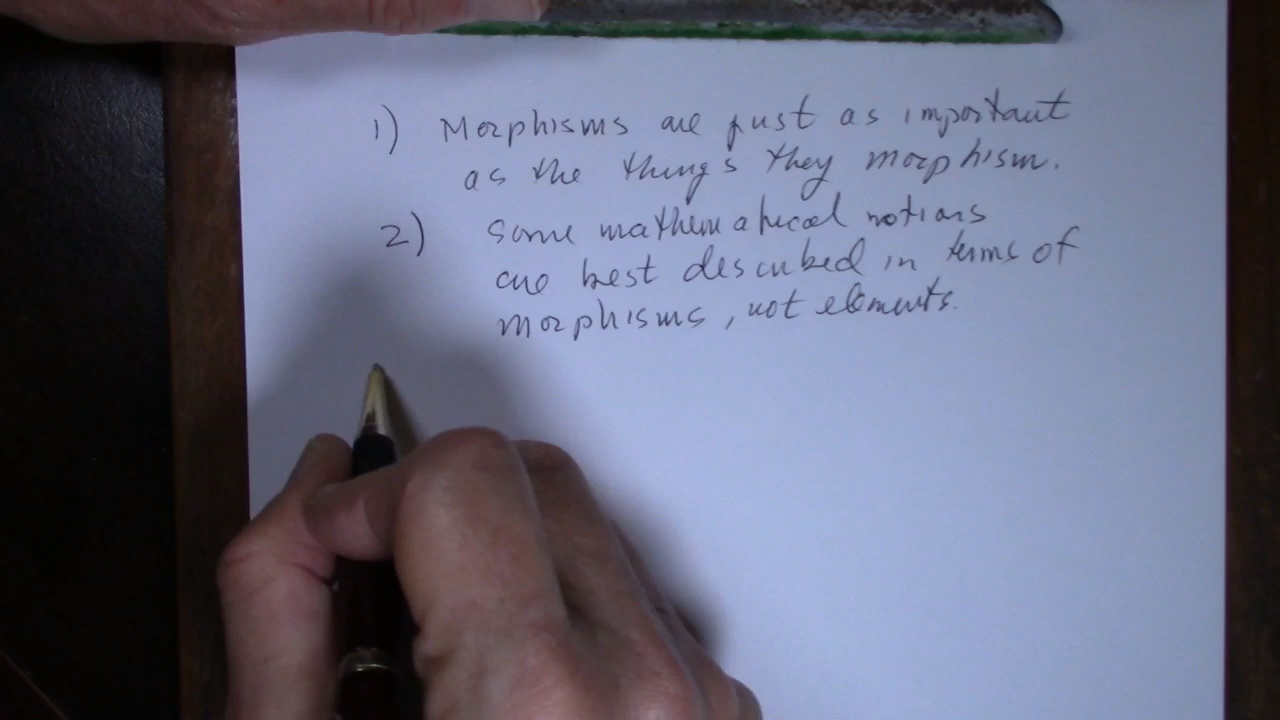 1) Morphisms are just as important
as the things they morphism.
2) Some mathematical notions
are best described in terms of
morphisms, not elements.